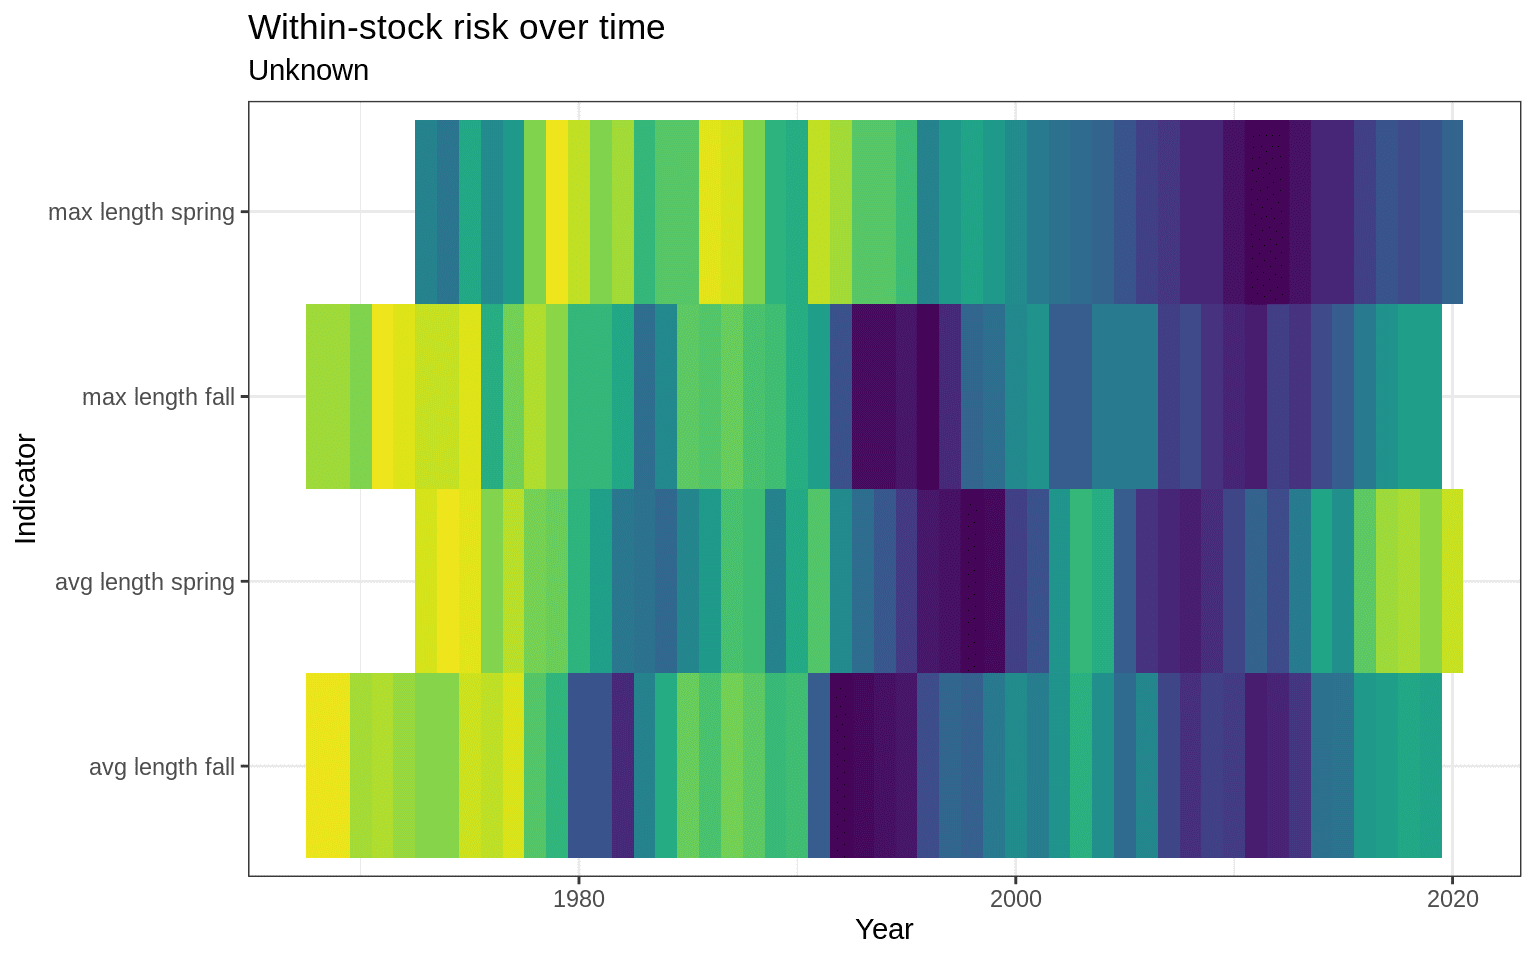 Within-stock risk over time
Unknown
max length spring
max length fall
avg length spring
avg length fall
Indicator
1980
2000
2020
Year